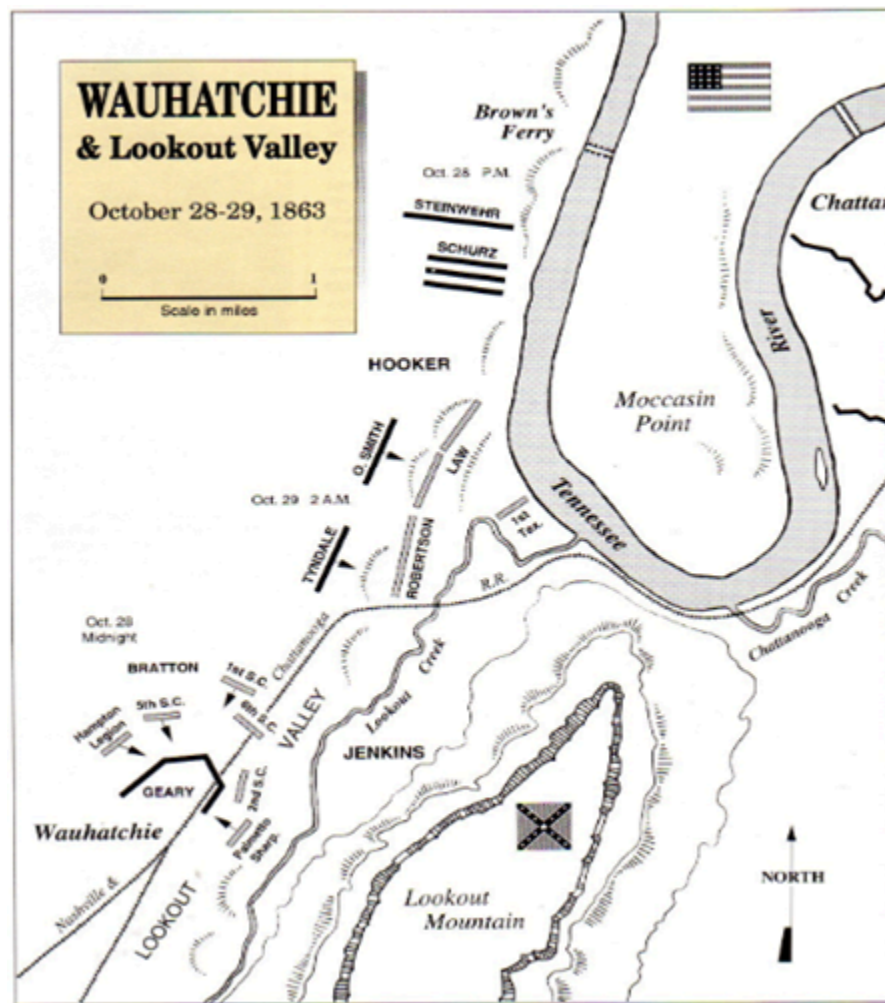 WAUHATCHIE
& Lookout Valley
October 28-29, 1863
0 1
Scale in miles
Brown's
Ferry
Oct. 28 P.M.
STEINWEHR
SCHURZ
HOOKER
Chattan
River
Moccasin
Point
O. SMITH
LAW
Oct. 29 2 A.M.
TYNDALE
ROBERTSON
1st
Tex.
Tennessee
R.R.
Chattanooga Creek
Oct. 28
Midnight
BRATTON
1st S.C.
Chattanooga
6th S.C.
5th S.C.
Hampton
Legion
VALLEY
Lookout Creek
JENKINS
GEARY
2nd S.C.
Palmetto
Sharp.
Wauhatchie
Nashville &
LOOKOUT
Lookout
Mountain
NORTH